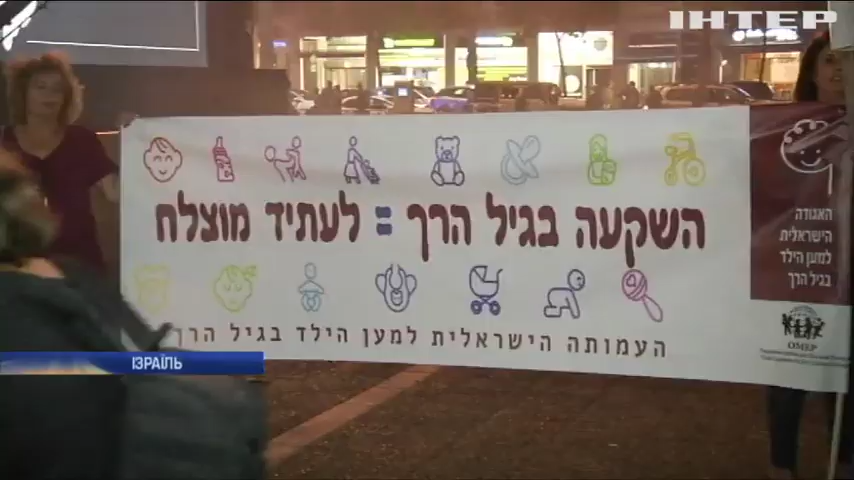 ІНТЕР
השקעה בגיל הרך = לעתיד מוצלח
האגודה
הישראלית
למען הילד
בגיל הרך
העמותה הישראלית למען הילד בגיל הרך
OMEP
ІЗРАЇЛЬ